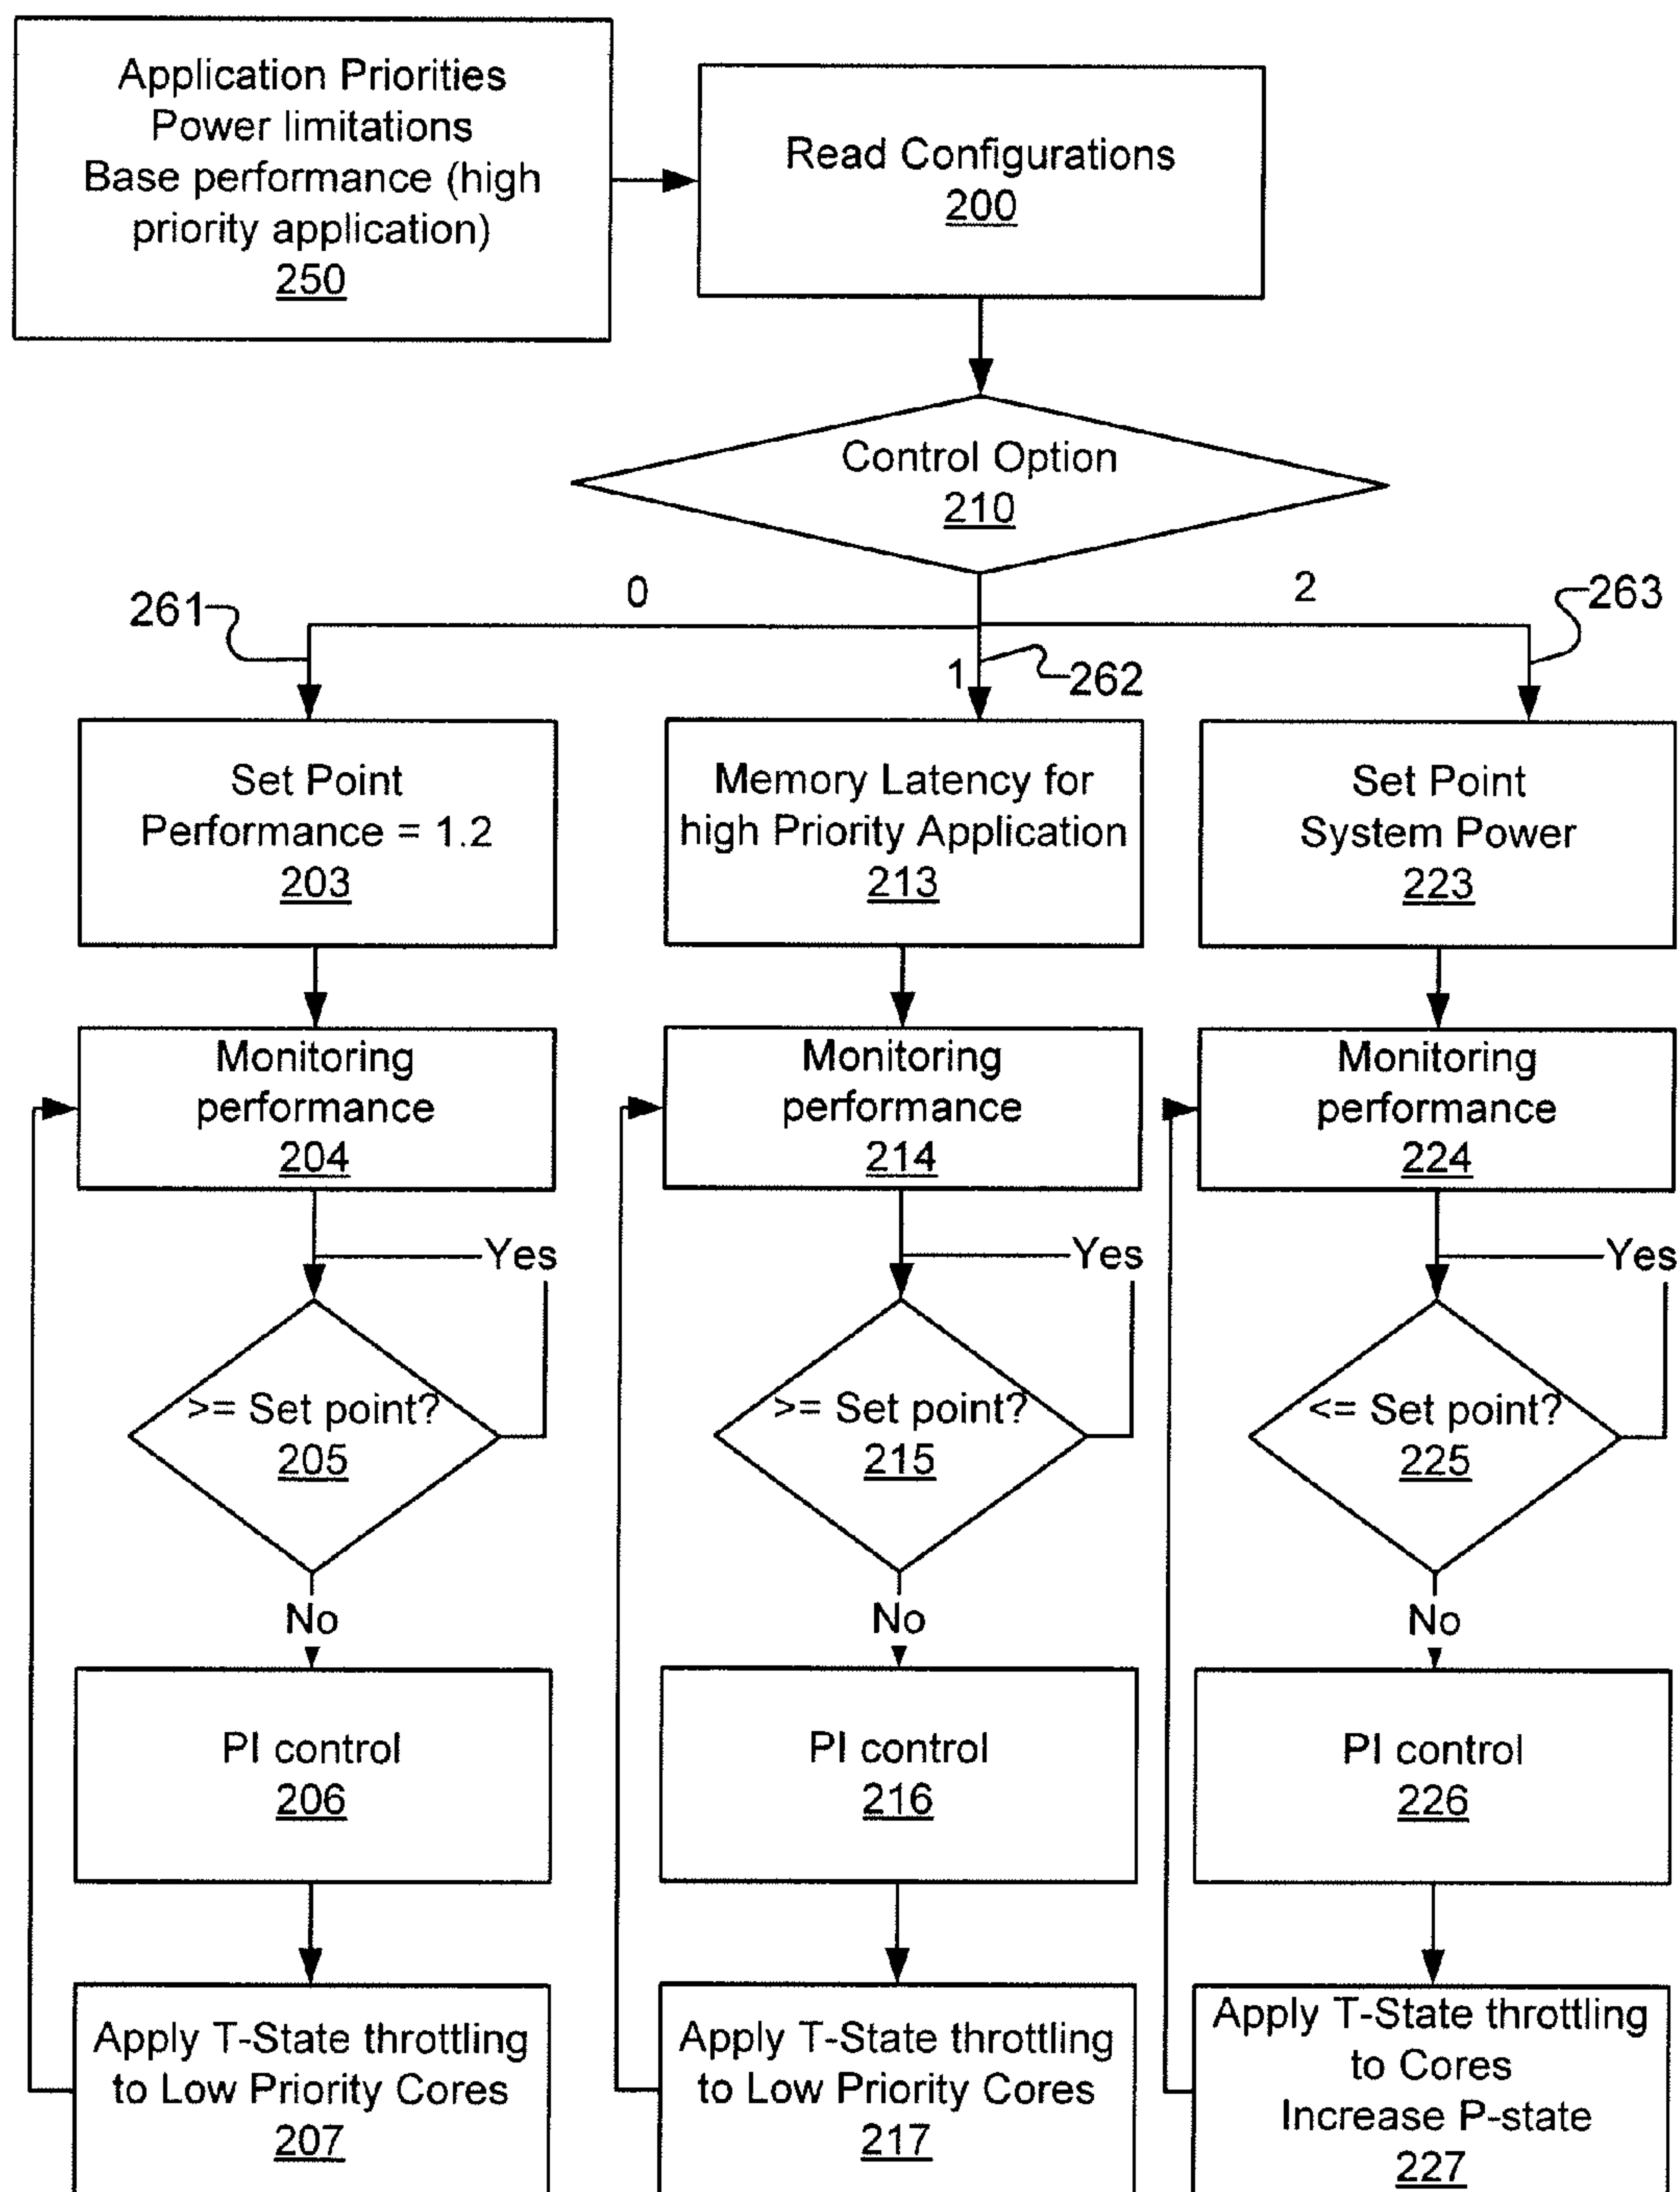 Application Priorities
Power limitations
Base performance (high
priority application)
250
Read Configurations
200
Control Option
210
0
2
261
263
1
262
Set Point
Performance = 1.2
203
Memory Latency for
high Priority Application
213
Set Point
System Power
223
Monitoring
performance
204
Monitoring
performance
214
Monitoring
performance
224
Yes
Yes
Yes
>= Set point?
205
>= Set point?
215
<= Set point?
225
No
No
No
PI control
206
PI control
216
PI control
226
Apply T-State throttling
to Low Priority Cores
207
Apply T-State throttling
to Low Priority Cores
217
Apply T-State throttling
to Cores
Increase P-state
227